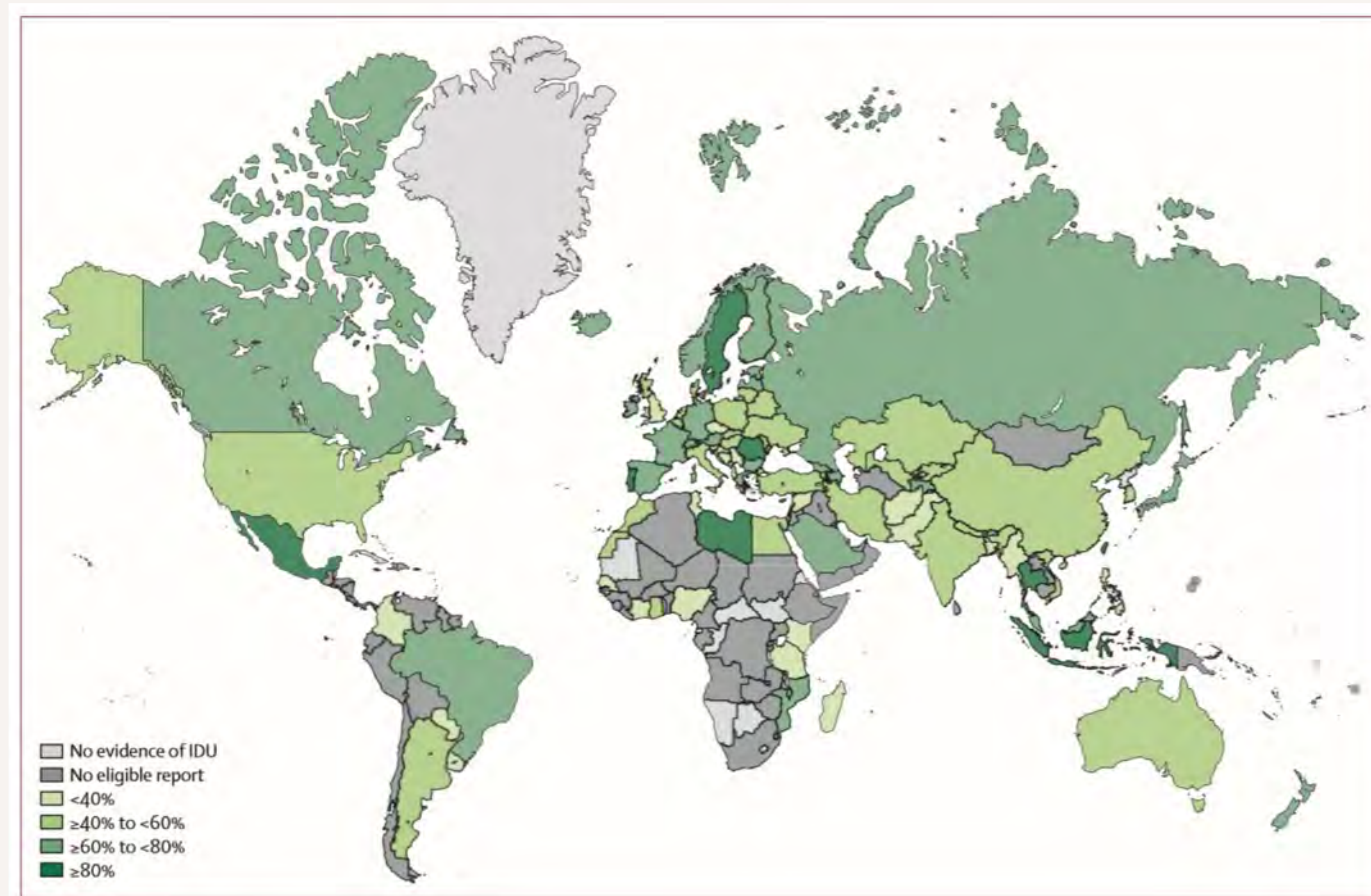 No evidence of IDU
No eligible report
<40%
≥40% to <60%
≥60% to <80%
≥80%